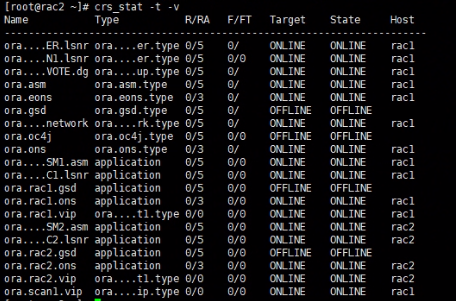 [root@rac2 ~]# crs_stat -t -v
Name Type R/RA F/FT Target State Host
----------------------------------------------------------------------
ora....ER.lsnr ora....er.type 0/5 0/ ONLINE ONLINE rac1
ora....N1.lsnr ora....er.type 0/5 0/0 ONLINE ONLINE rac1
ora....VOTE.dg ora....up.type 0/5 0/ ONLINE ONLINE rac1
ora.asm ora.asm.type 0/5 0/ ONLINE ONLINE rac1
ora.eons ora.eons.type 0/3 0/ ONLINE ONLINE rac1
ora.gsd ora.gsd.type 0/5 0/ OFFLINE OFFLINE
ora....network ora....rk.type 0/5 0/ ONLINE ONLINE rac1
ora.oc4j ora.oc4j.type 0/5 0/0 OFFLINE OFFLINE
ora.ons ora.ons.type 0/3 0/ ONLINE ONLINE rac1
ora....SM1.asm application 0/5 0/0 ONLINE ONLINE rac1
ora....C1.lsnr application 0/5 0/0 ONLINE ONLINE rac1
ora.rac1.gsd application 0/5 0/0 OFFLINE OFFLINE
ora.rac1.ons application 0/3 0/0 ONLINE ONLINE rac1
ora.rac1.vip ora....t1.type 0/0 0/0 ONLINE ONLINE rac1
ora....SM2.asm application 0/5 0/0 ONLINE ONLINE rac2
ora....C2.lsnr application 0/5 0/0 ONLINE ONLINE rac2
ora.rac2.gsd application 0/5 0/0 OFFLINE OFFLINE
ora.rac2.ons application 0/3 0/0 ONLINE ONLINE rac2
ora.rac2.vip ora....t1.type 0/0 0/0 ONLINE ONLINE rac2
ora.scan1.vip ora....ip.type 0/0 0/0 ONLINE ONLINE rac1